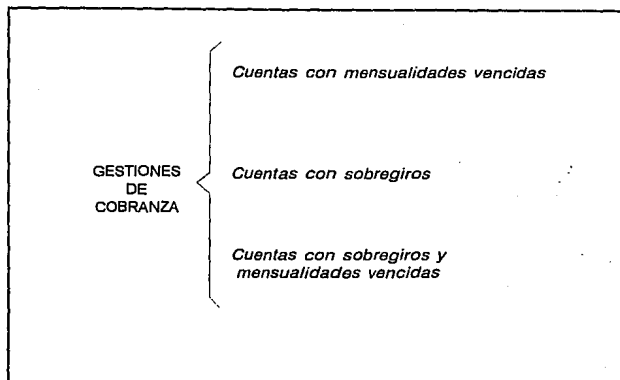 Cuentas con mensualidades vencidas
GESTIONES
DE
COBRANZA
Cuentas con sobregiros
Cuentas con sobregiros y
mensualidades vencidas